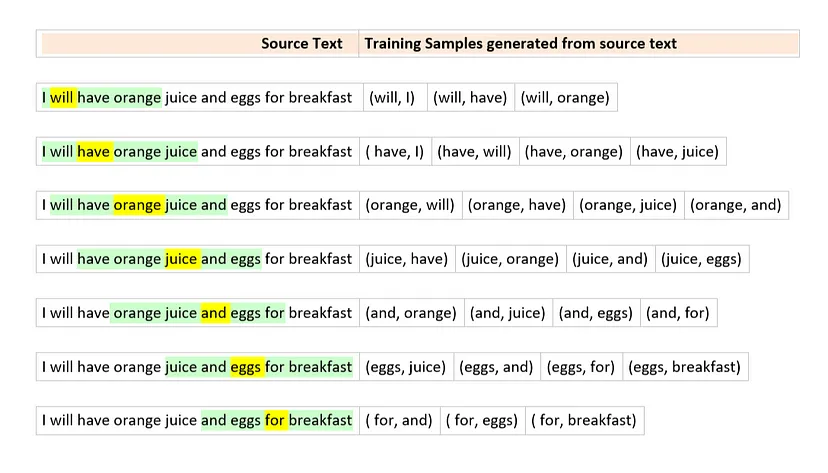 Source Text Training Samples generated from source text
I will have orange juice and eggs for breakfast (will, I) (will, have) (will, orange)
I will have orange juice and eggs for breakfast ( have, I) (have, will) (have, orange) (have, juice)
I will have orange juice and eggs for breakfast (orange, will) (orange, have) (orange, juice) (orange, and)
I will have orange juice and eggs for breakfast (juice, have) (juice, orange) (juice, and) (juice, eggs)
I will have orange juice and eggs for breakfast (and, orange) (and, juice) (and, eggs) (and, for)
I will have orange juice and eggs for breakfast (eggs, juice) (eggs, and) (eggs, for) (eggs, breakfast)
I will have orange juice and eggs for breakfast ( for, and) ( for, eggs) ( for, breakfast)